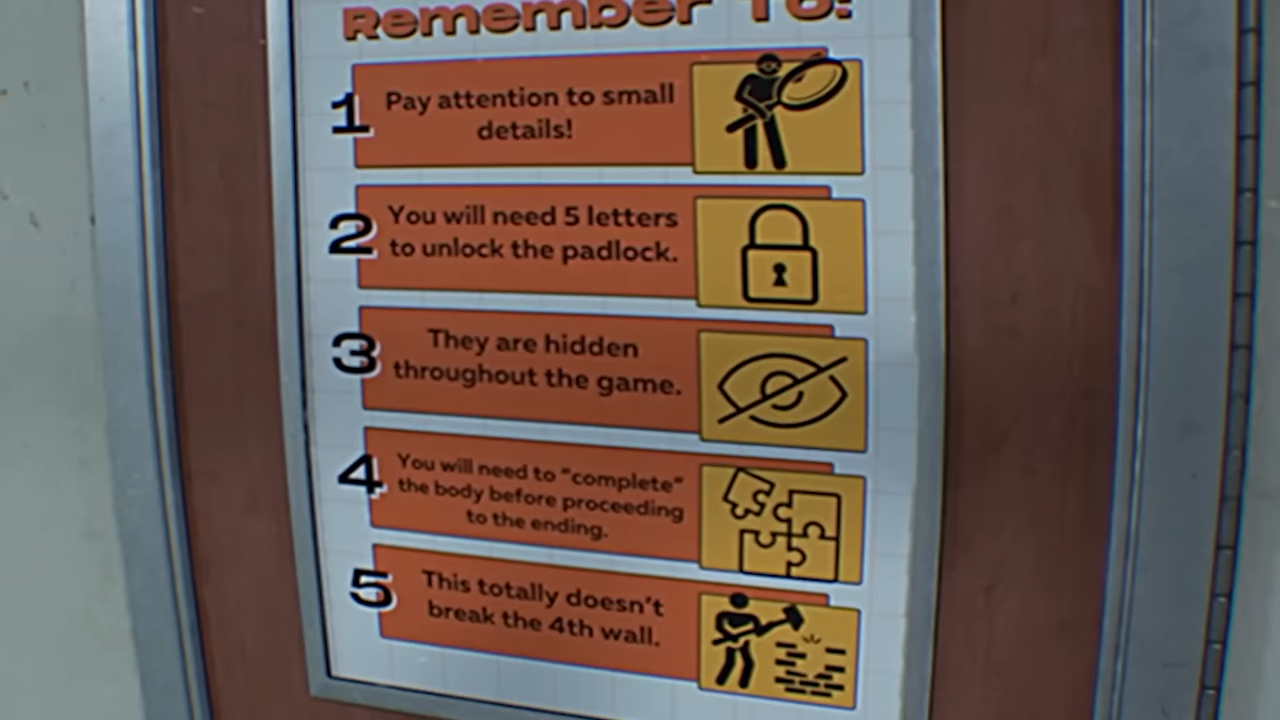 Remember To:
1 Pay attention to small
details!
2 You will need 5 letters
to unlock the padlock.
3 They are hidden
throughout the game.
4 You will need to "complete"
the body before proceeding
to the ending.
5 This totally doesn't
break the 4th wall.